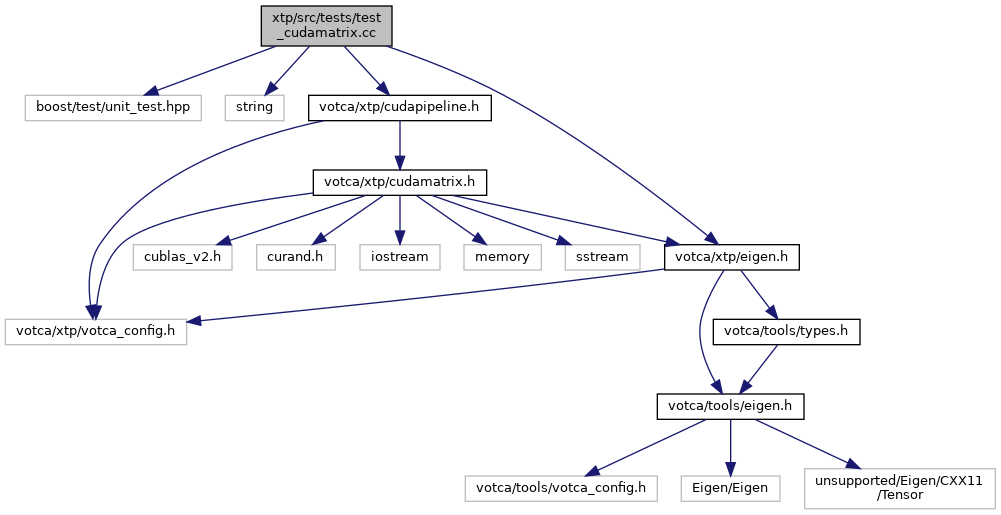 xtp/src/tests/test
_cudamatrix.cc
boost/test/unit_test.hpp
string
votca/xtp/cudapipeline.h
votca/xtp/cudamatrix.h
cublas_v2.h
curand.h
iostream
memory
sstream
votca/xtp/eigen.h
votca/xtp/votca_config.h
votca/tools/types.h
votca/tools/eigen.h
votca/tools/votca_config.h
Eigen/Eigen
unsupported/Eigen/CXX11
/Tensor